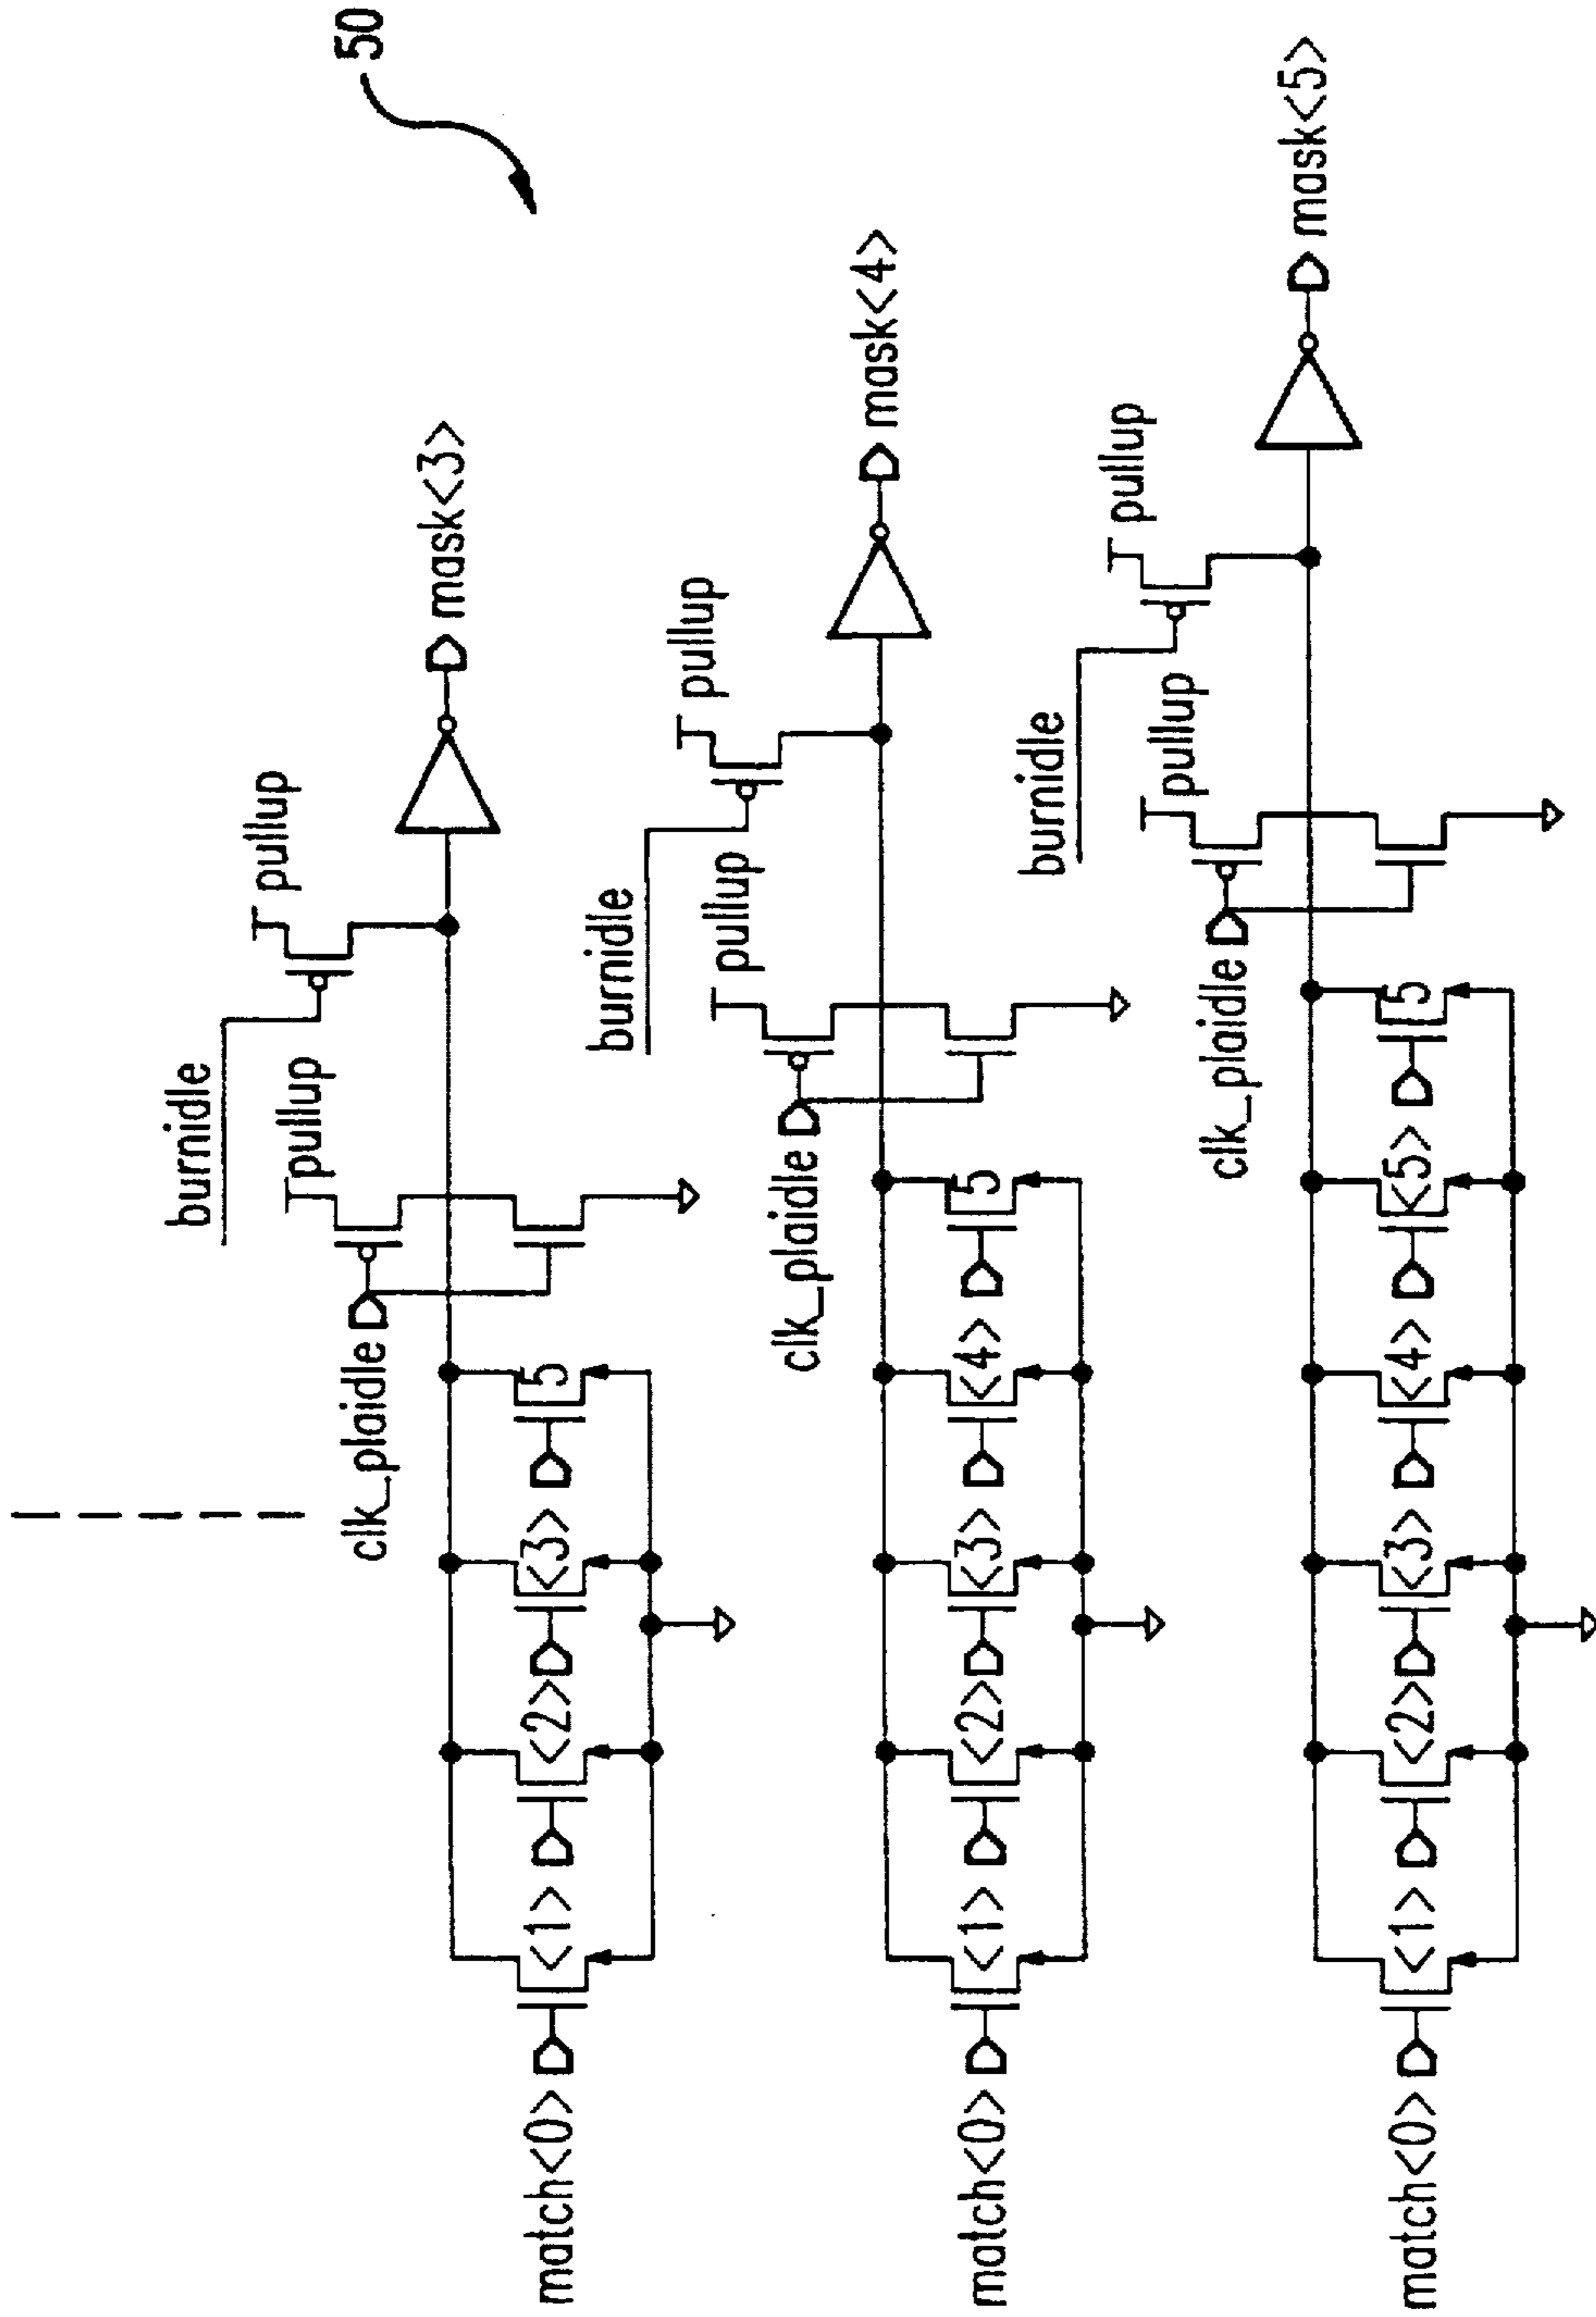 50
burnidle
pullup
pullup
clk_plaidle
mask<3>
match<0> <1> <2> <3> 5
burnidle
pullup
pullup
clk_plaidle
mask<4>
match<0> <1> <2> <3> <4> 5
burnidle
pullup
pullup
clk_plaidle
mask<5>
match<0> <1> <2> <3> <4> <5> 5